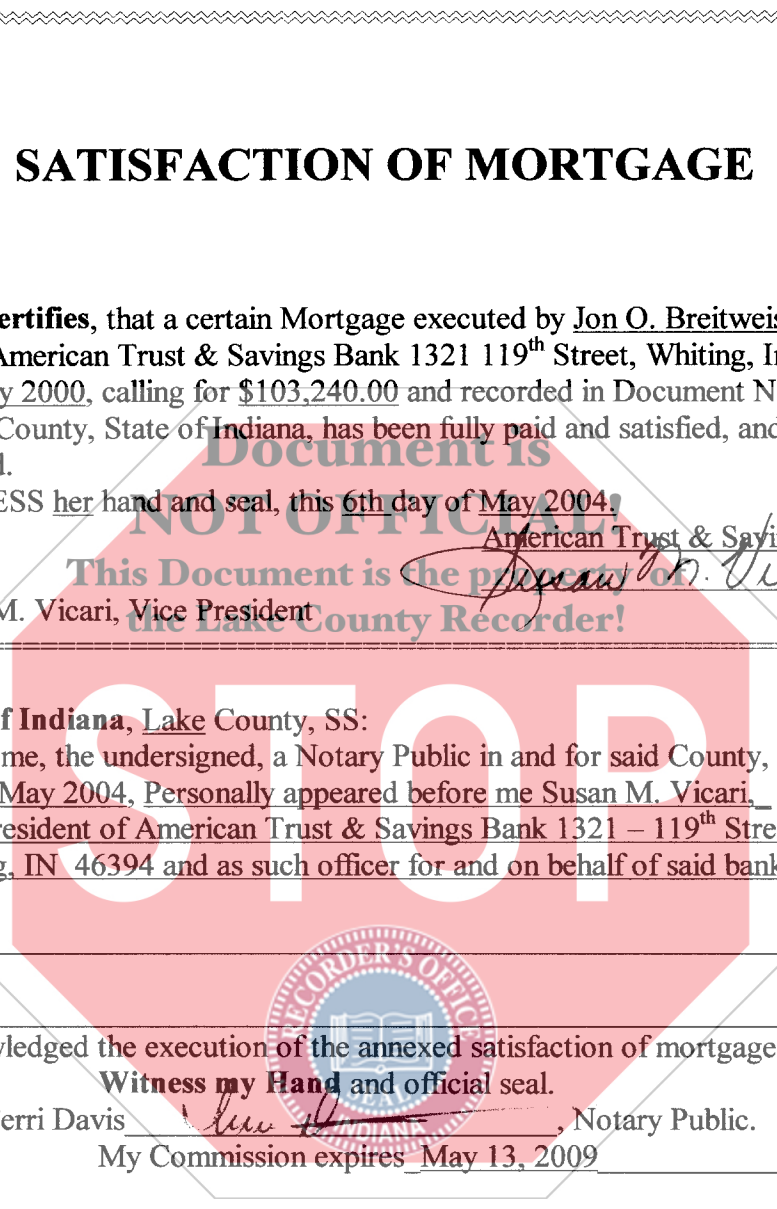 SATISFACTION OF MORTGAGE
ertifies, that a certain Mortgage executed by Jon O. Breitweis
American Trust & Savings Bank 1321 119th Street, Whiting, I
y 2000, calling for $103,240.00 and recorded in Document N
County, State of Indiana, has been fully paid and satisfied, and
d.
Document is
ESS her hand and seal, this 6th day of May 2004.
NOT OFFICIAL!
American Trust & Savi
This Document is the property of
Susan M. Vi
M. Vicari, Vice President
the Lake County Recorder!
f Indiana, Lake County, SS:
me, the undersigned, a Notary Public in and for said County,
May 2004, Personally appeared before me Susan M. Vicari,
resident of American Trust & Savings Bank 1321 – 119th Stre
g, IN 46394 and as such officer for and on behalf of said bank
STOP
RECORDER'S OFFICE
SEAL
INDIANA
wledged the execution of the annexed satisfaction of mortgage
Witness my Hand and official seal.
erri Davis , Notary Public.
My Commission expires May 13, 2009